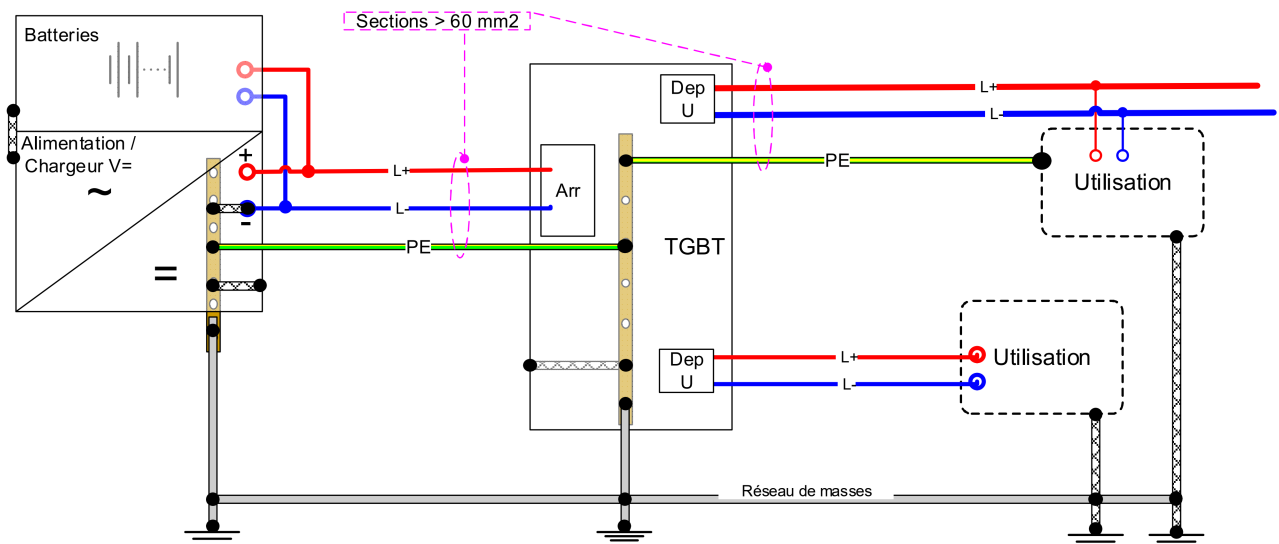 Sections > 60 mm2
Batteries
Alimentation /
Chargeur V=
~
=
+
-
L+
L-
PE
Arr
TGBT
Dep
U
L+
L-
PE
Utilisation
Dep
U
L+
L-
Utilisation
Réseau de masses